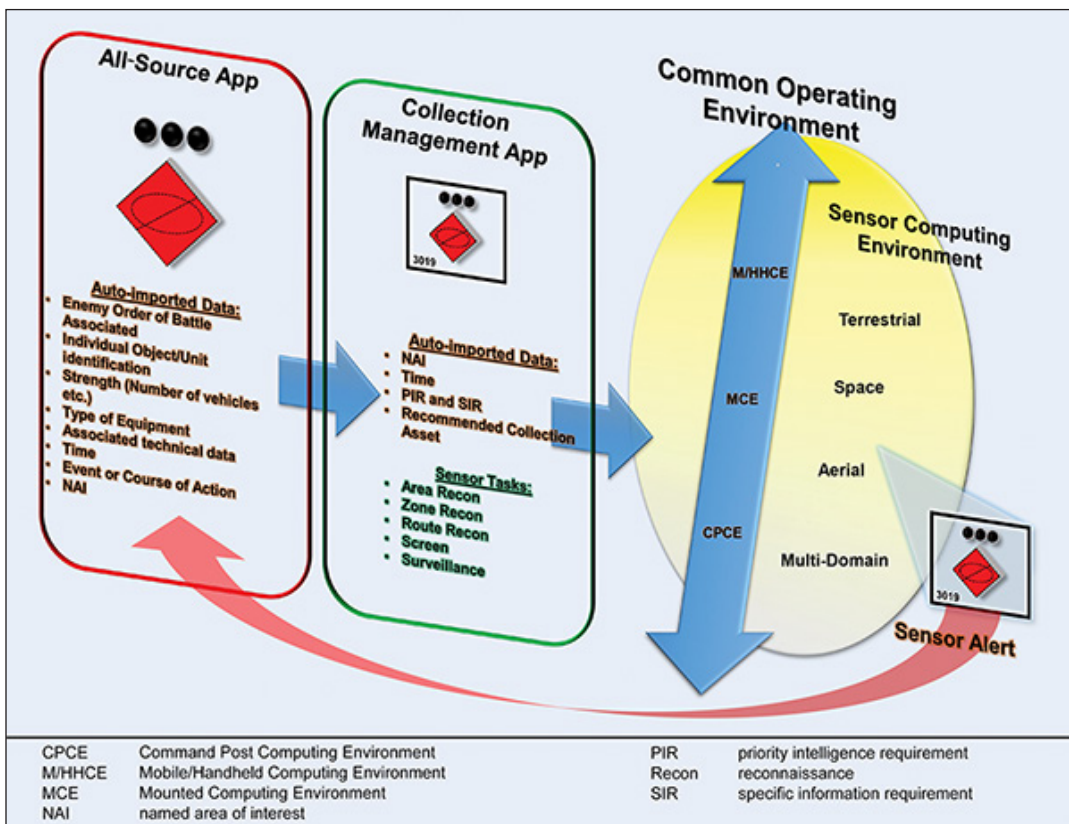 All-Source App
Auto-imported Data:
• Enemy Order of Battle
Associated
• Individual Object/Unit
identification
• Strength (Number of vehicles
etc.)
• Type of Equipment
• Associated technical data
• Time
• Event or Course of Action
• NAI
Collection
Management App
3019
Auto-imported Data:
• NAI
• Time
• PIR and SIR
• Recommended Collection
Asset
Sensor Tasks:
• Area Recon
• Zone Recon
• Route Recon
• Screen
• Surveillance
Common Operating
Environment
M/HHCE
MCE
CPCE
Sensor Computing
Environment
Terrestrial
Space
Aerial
Multi-Domain
3019
Sensor Alert
CPCE Command Post Computing Environment
M/HHCE Mobile/Handheld Computing Environment
MCE Mounted Computing Environment
NAI named area of interest
PIR priority intelligence requirement
Recon reconnaissance
SIR specific information requirement